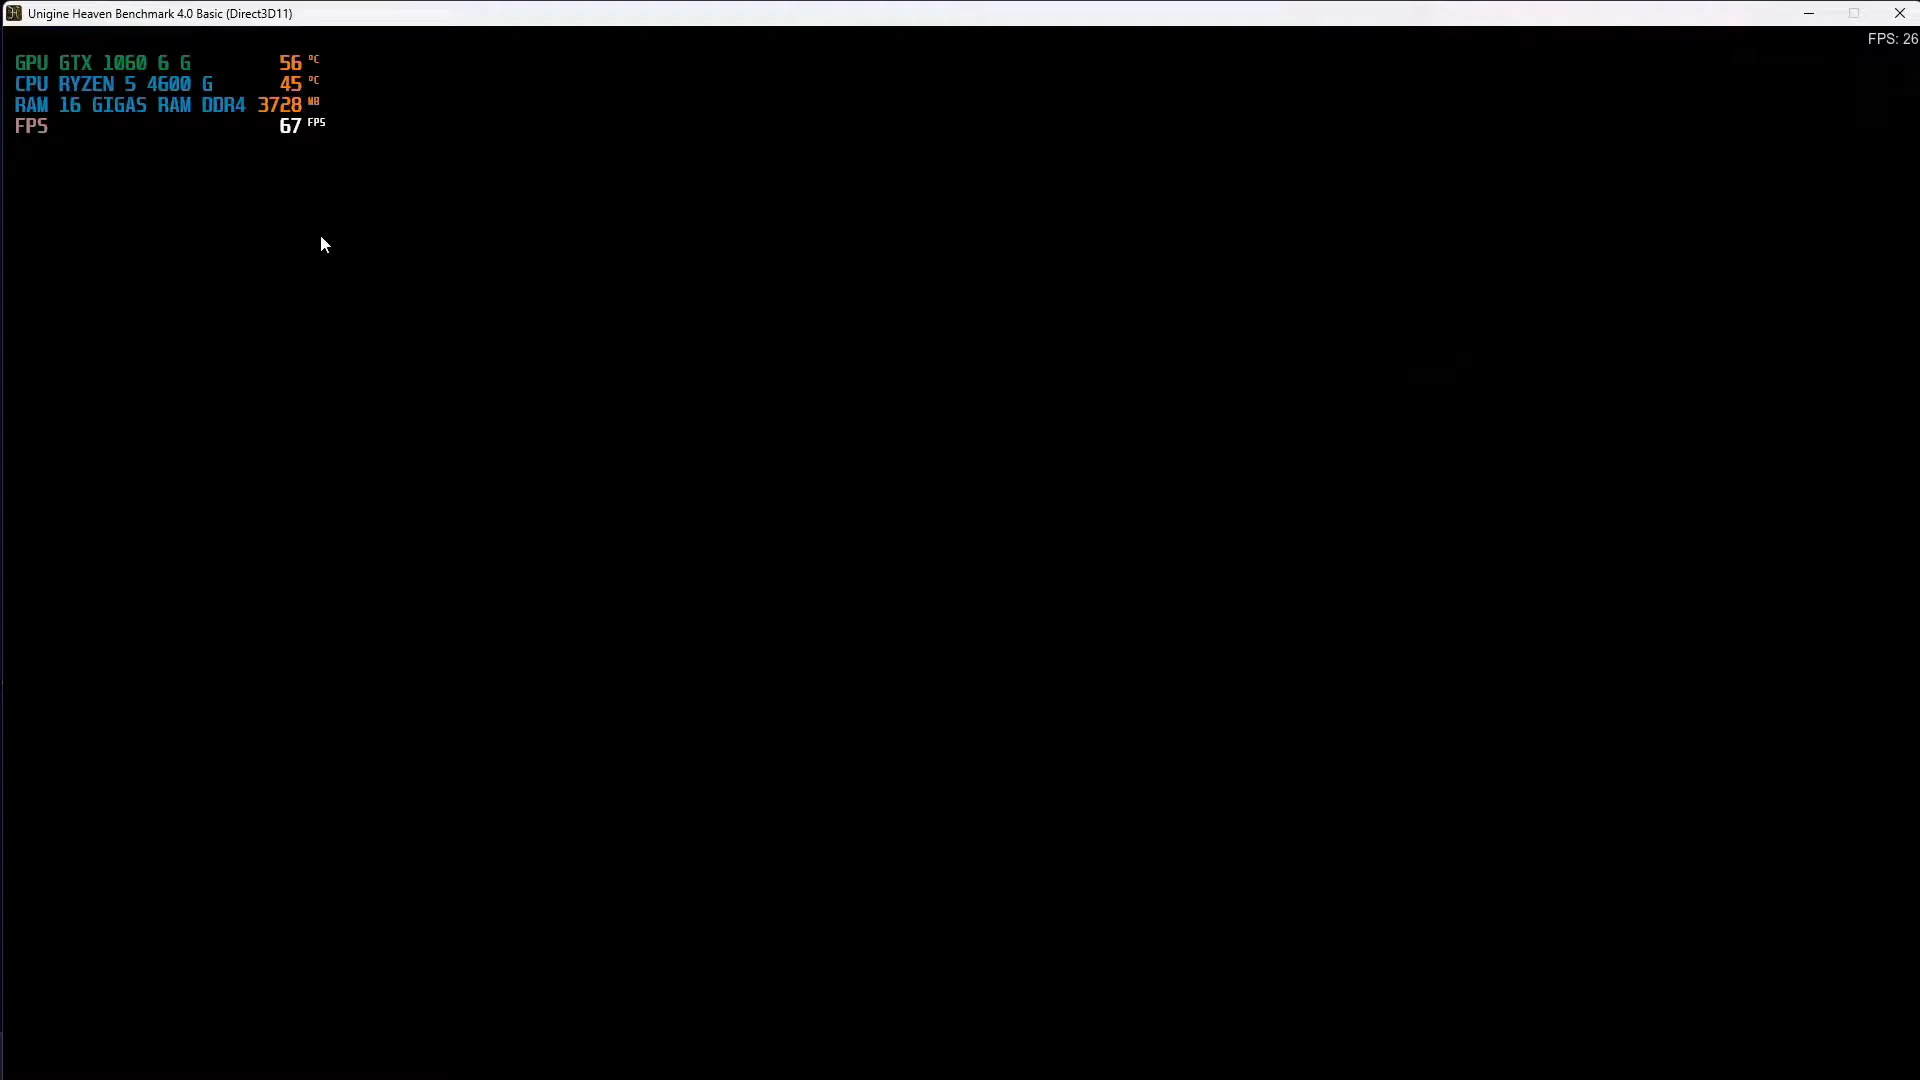 Unigine Heaven Benchmark 4.0 Basic (Direct3D11)
FPS: 26
GPU GTX 1060 6 G 56 °C
CPU RYZEN 5 4600 G 45 °C
RAM 16 GIGAS RAM DDR4 3728 MB
FPS 67 FPS